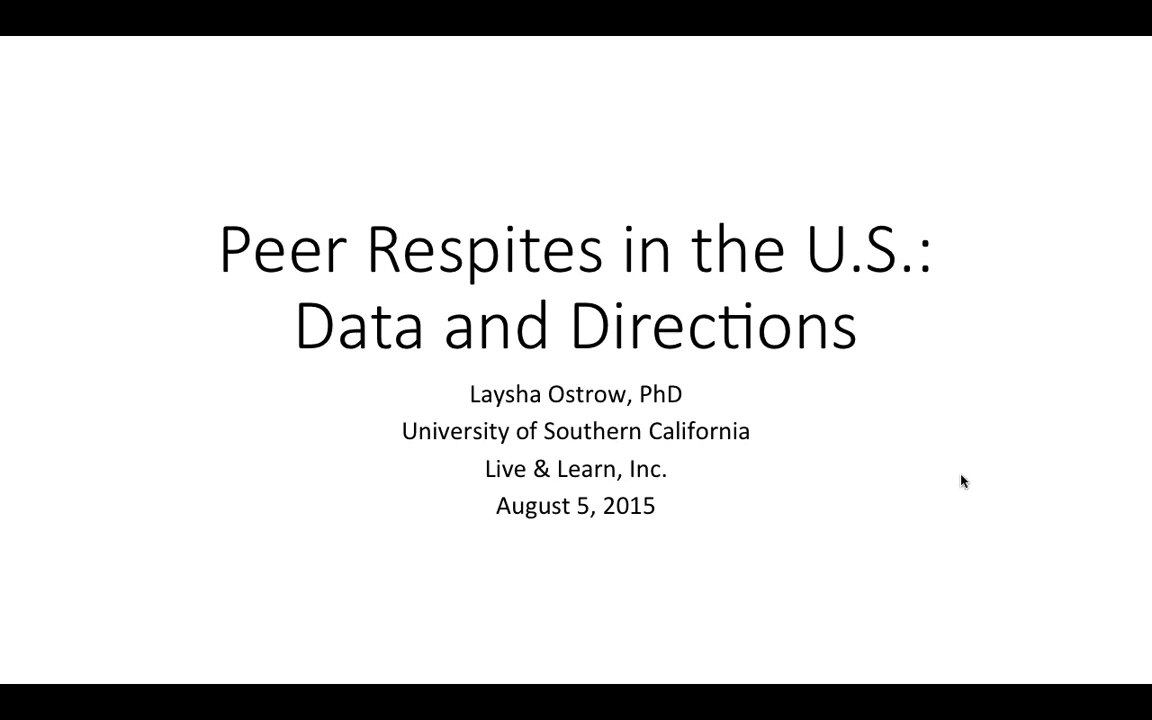 Peer Respites in the U.S.:
Data and Directions
Laysha Ostrow, PhD
University of Southern California
Live & Learn, Inc.
August 5, 2015